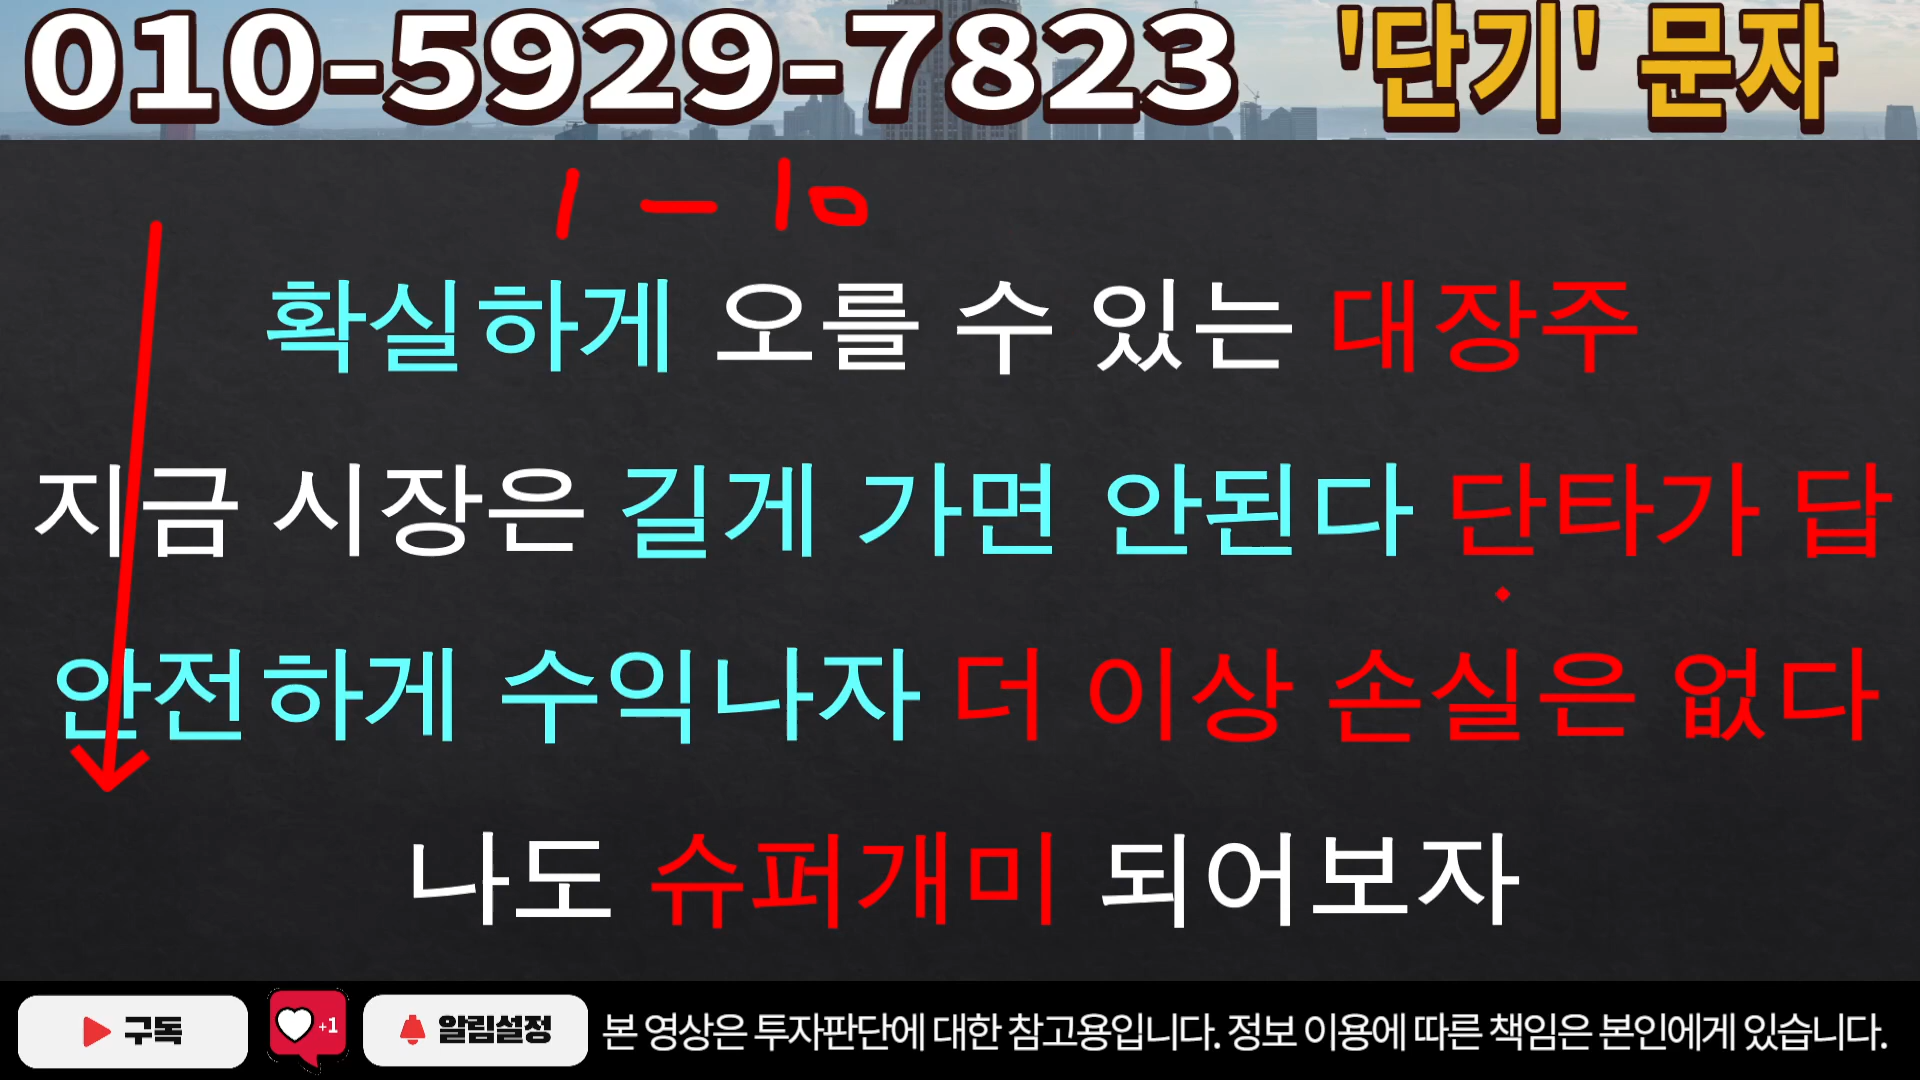 010-5929-7823 '단기' 문자
1 - 10
확실하게 오를 수 있는 대장주
지금 시장은 길게 가면 안된다 단타가 답
안전하게 수익나자 더 이상 손실은 없다
나도 슈퍼개미 되어보자
구독 +1 알림설정 본 영상은 투자판단에 대한 참고용입니다. 정보 이용에 따른 책임은 본인에게 있습니다.